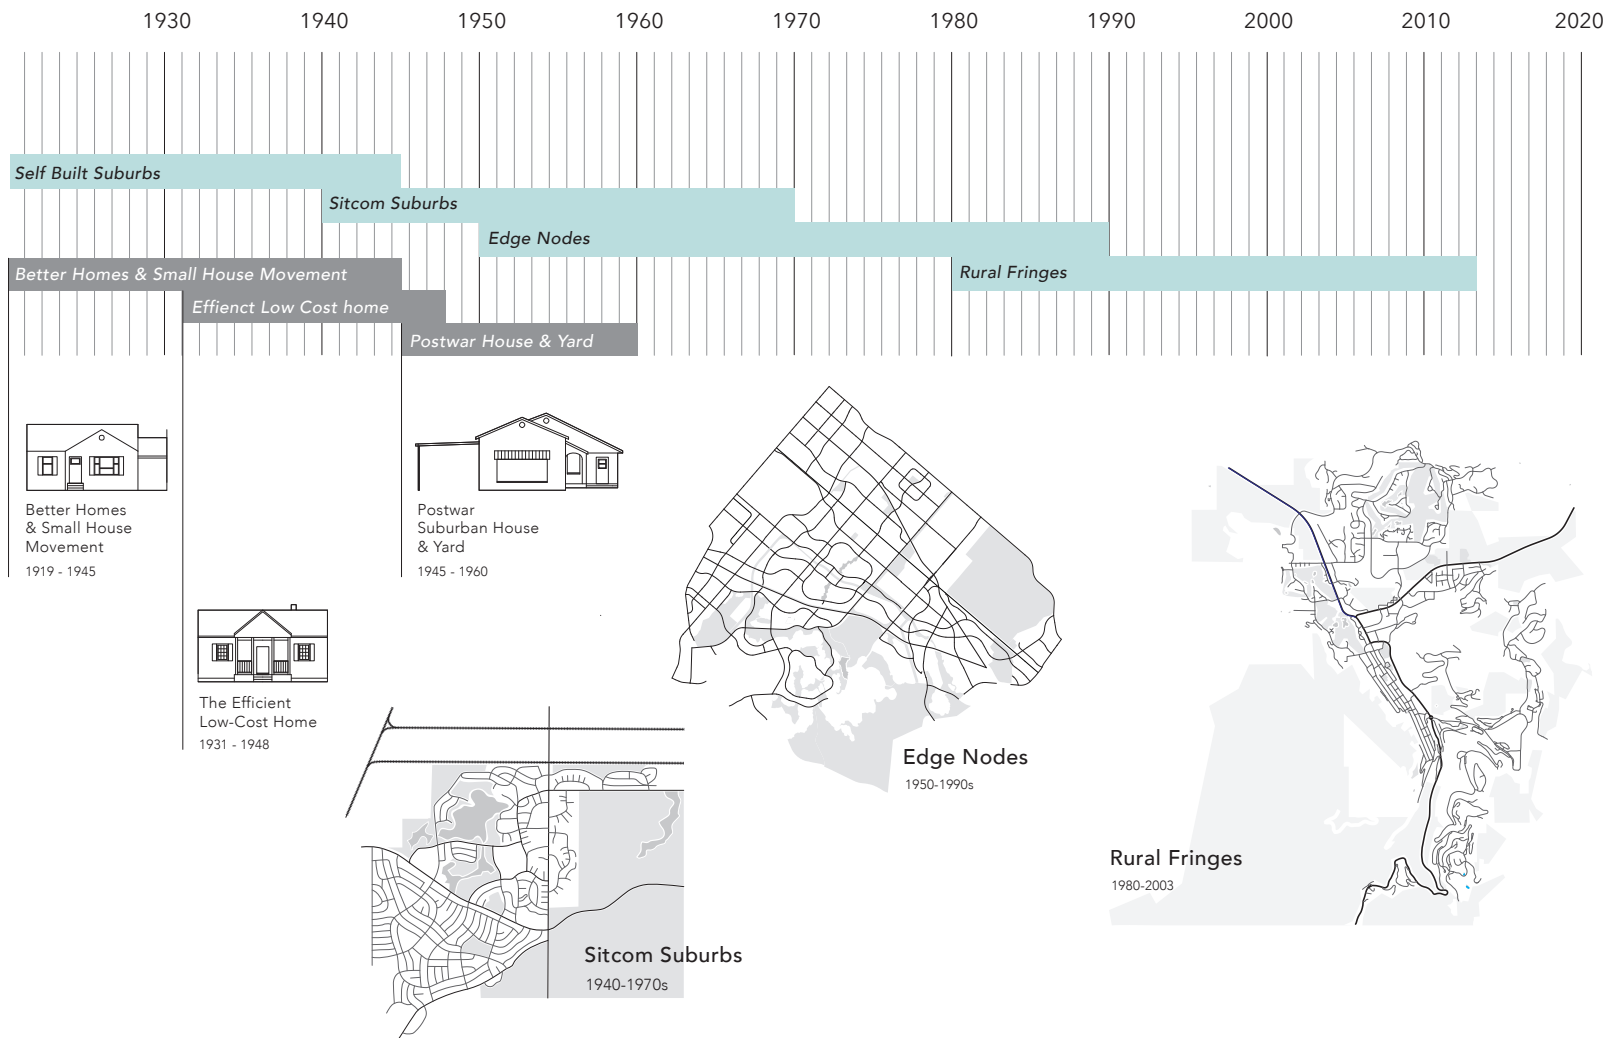 1930 1940 1950 1960 1970 1980 1990 2000 2010 2020
Self Built Suburbs
Sitcom Suburbs
Edge Nodes
Rural Fringes
Better Homes & Small House Movement
Effienct Low Cost home
Postwar House & Yard
Better Homes
& Small House
Movement
1919 - 1945
Postwar
Suburban House
& Yard
1945 - 1960
The Efficient
Low-Cost Home
1931 - 1948
Edge Nodes
1950-1990s
Rural Fringes
1980-2003
Sitcom Suburbs
1940-1970s